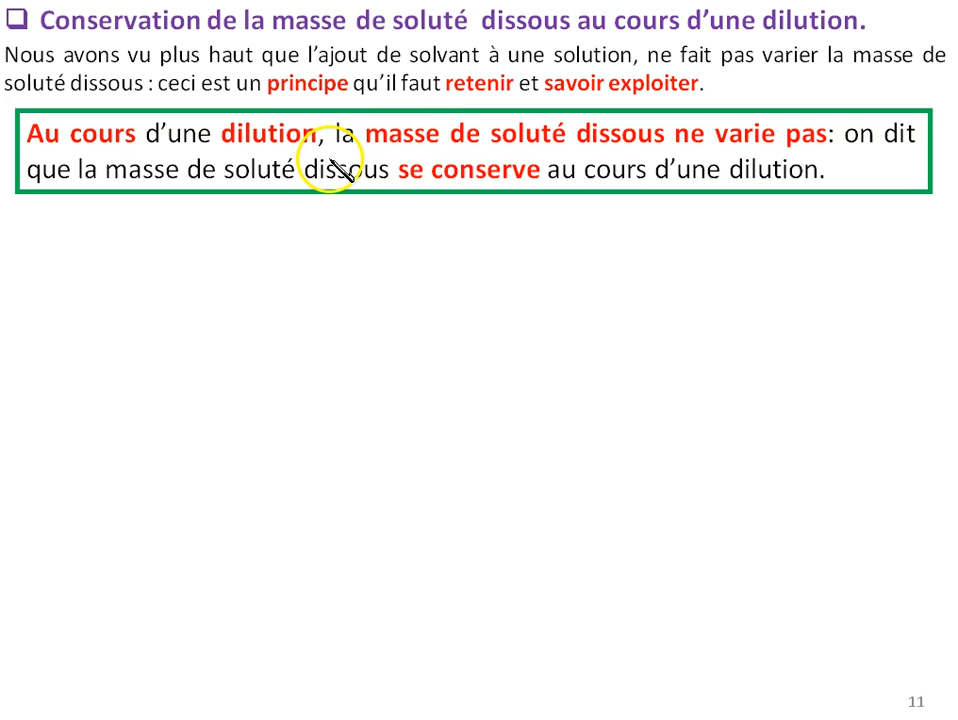 ❑ Conservation de la masse de soluté dissous au cours d’une dilution.
Nous avons vu plus haut que l’ajout de solvant à une solution, ne fait pas varier la masse de
soluté dissous : ceci est un principe qu’il faut retenir et savoir exploiter.
Au cours d’une dilution, la masse de soluté dissous ne varie pas: on dit
que la masse de soluté dissous se conserve au cours d’une dilution.
11